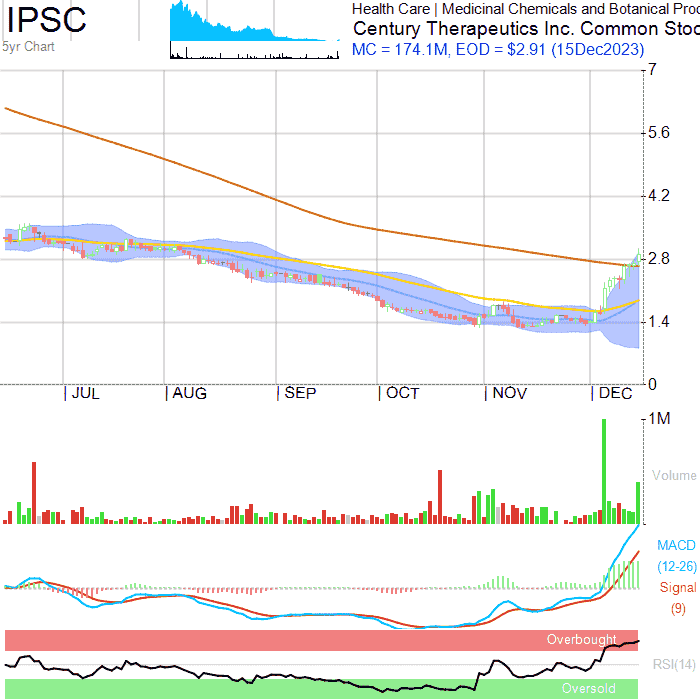 IPSC
5yr Chart
Health Care | Medicinal Chemicals and Botanical Proc
Century Therapeutics Inc. Common Stoc
MC = 174.1M, EOD = $2.91 (15Dec2023)
7
5.6
4.2
2.8
1.4
0
| JUL | AUG | SEP | OCT | NOV | DEC
1M
Volume
MACD
(12-26)
Signal
(9)
Overbought
RSI(14)
Oversold